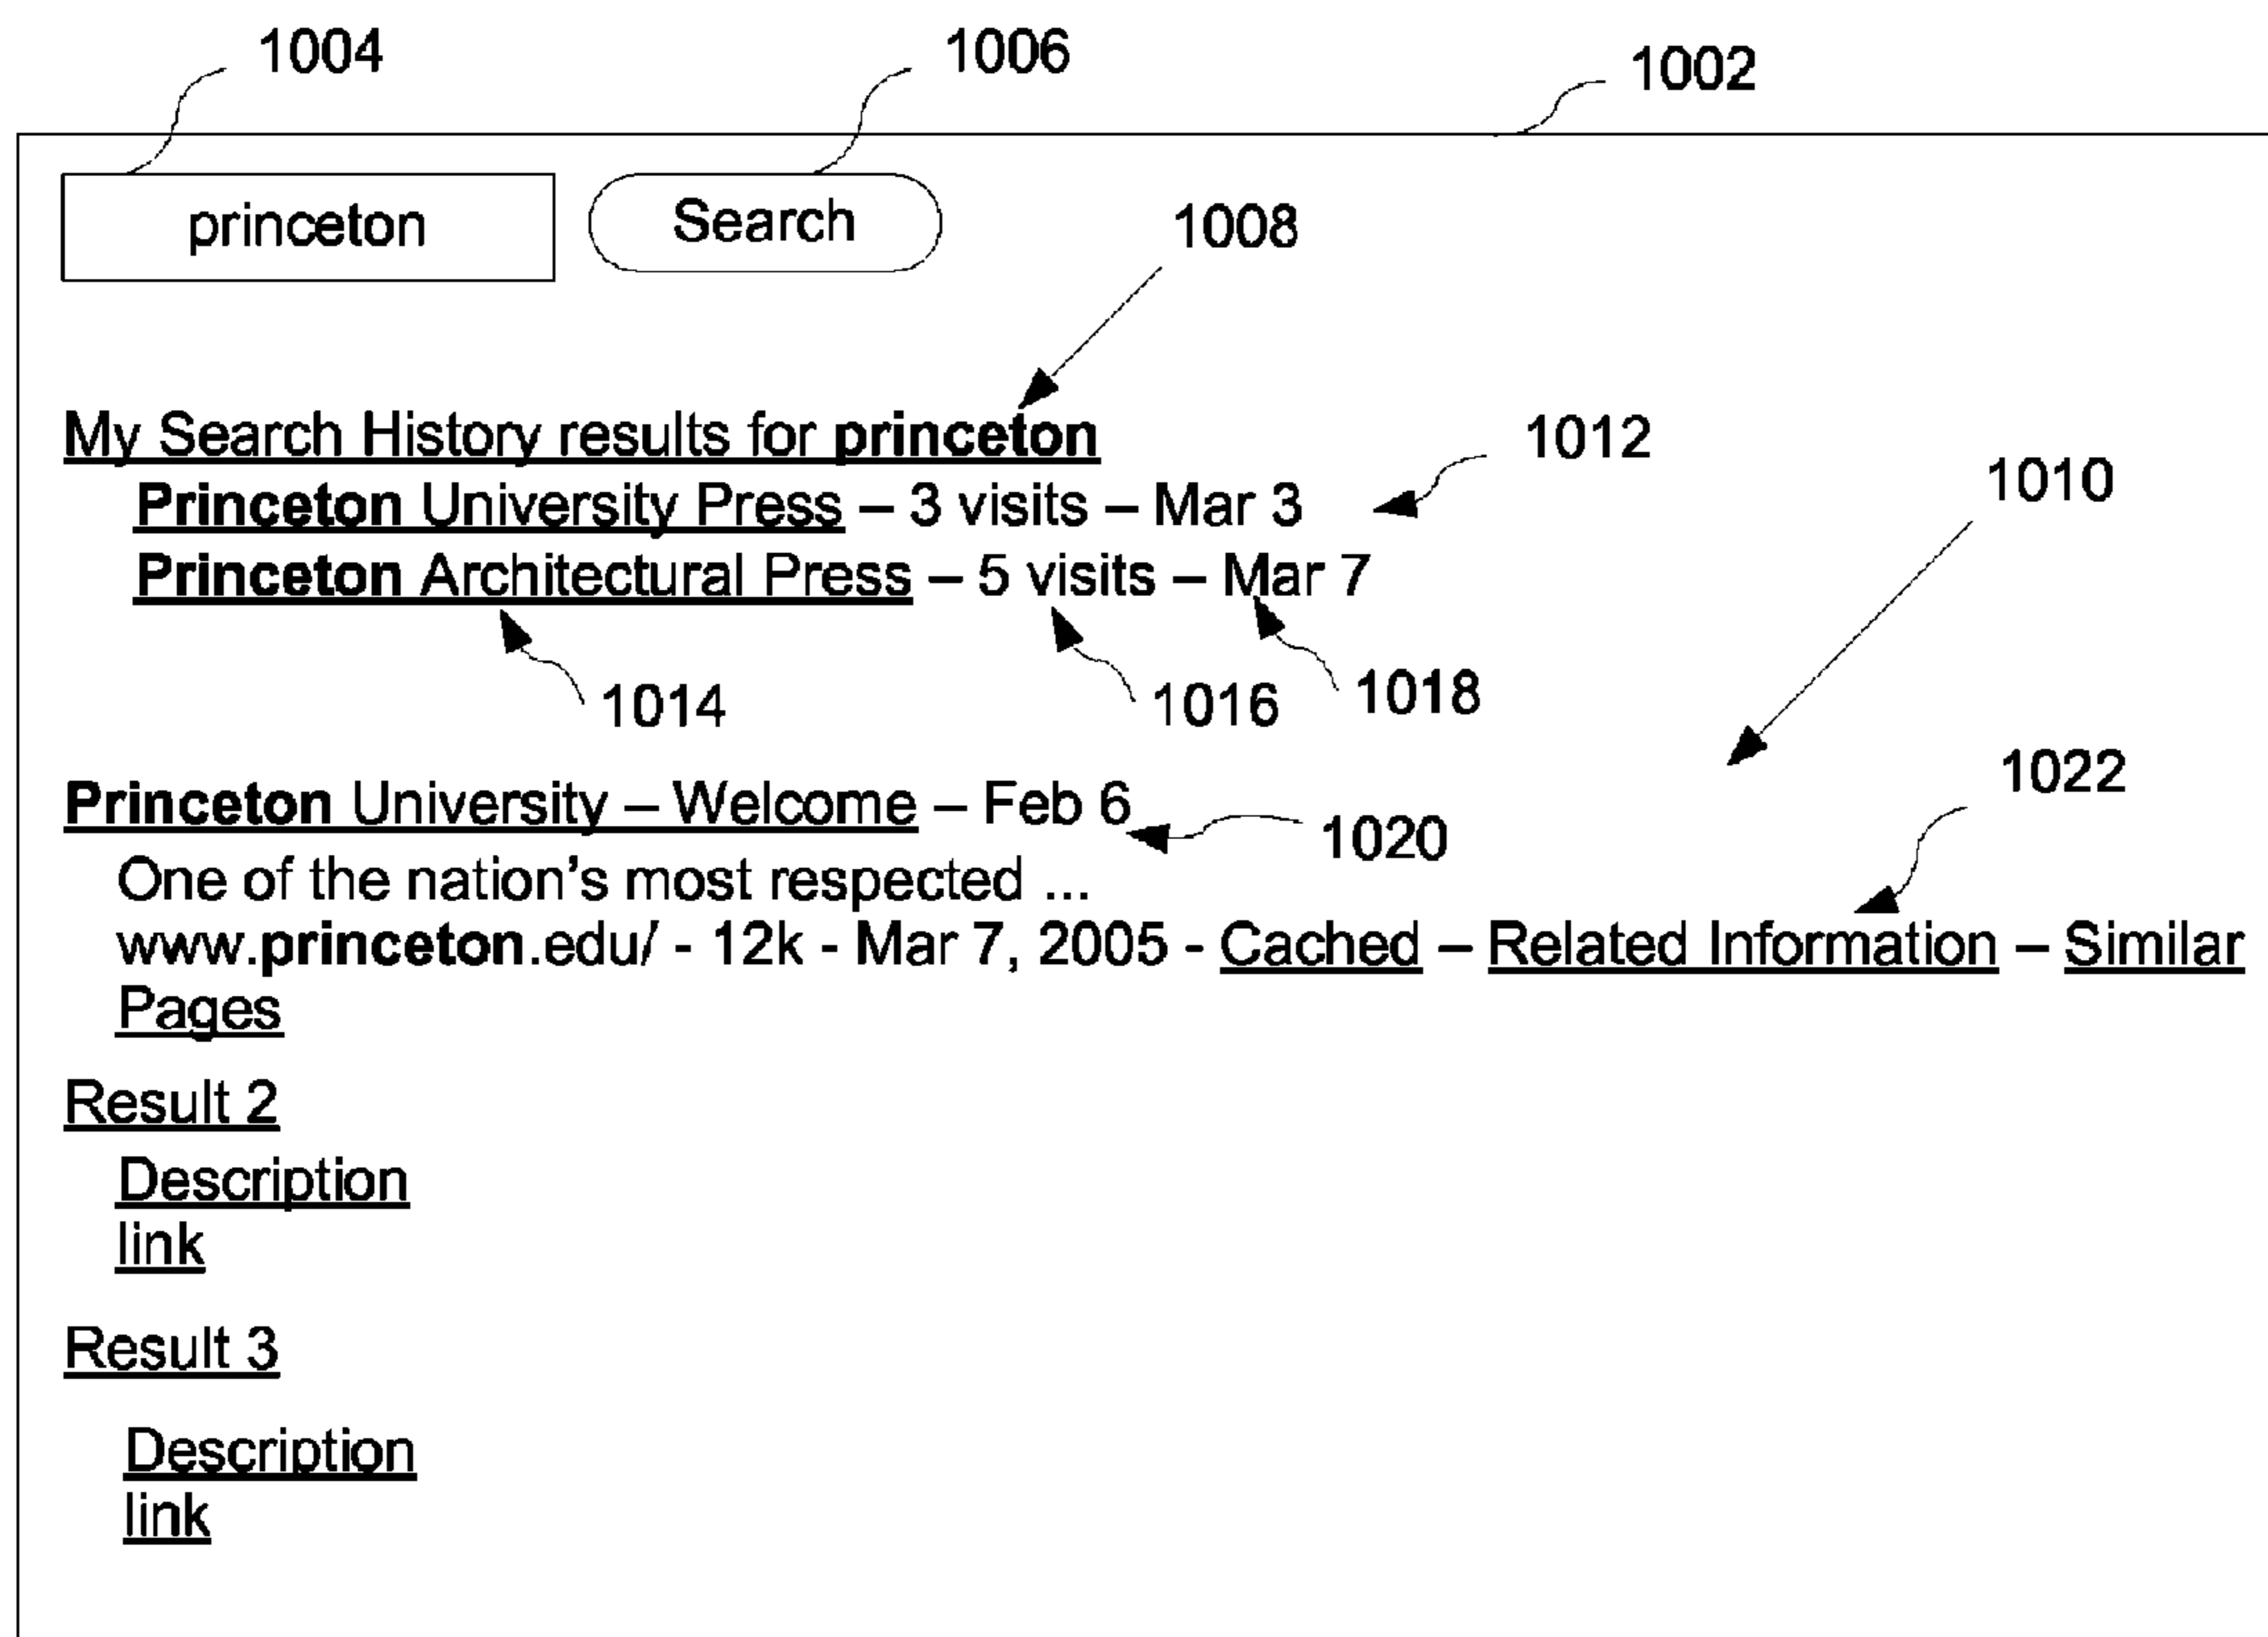 1004
1006
1002
princeton
Search
1008
My Search History results for princeton
1012
1010
Princeton University Press – 3 visits – Mar 3
Princeton Architectural Press – 5 visits – Mar 7
1014
1016
1018
1022
Princeton University – Welcome – Feb 6
1020
One of the nation's most respected ...
www.princeton.edu/ - 12k - Mar 7, 2005 - Cached – Related Information – Similar
Pages
Result 2
Description
link
Result 3
Description
link